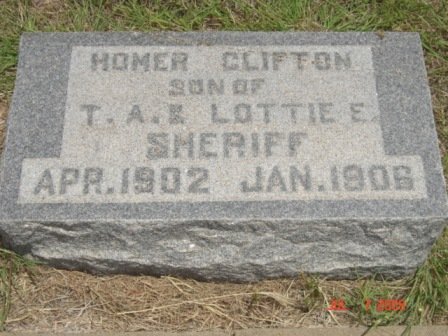 HOMER CLIFTON
SON OF
T. A. & LOTTIE E.
SHERIFF
APR. 1902 JAN. 1906